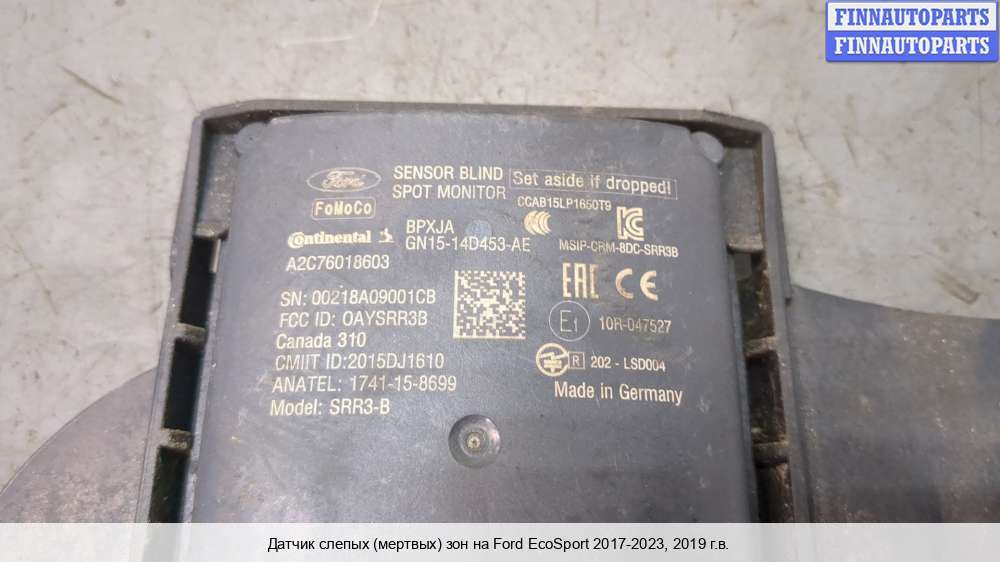 FINNAUTOPARTS
FINNAUTOPARTS
Ford
SENSOR BLIND
SPOT MONITOR
Set aside if dropped!
CCAB15LP1650T9
FoMoCo
Continental
BPXJA
GN15-14D453-AE
MSIP-CRM-8DC-SRR3B
A2C76018603
EAC CE
SN: 00218A09001CB
FCC ID: OAYSRR3B
E1
10R-047527
Canada 310
CMIIT ID:2015DJ1610
R 202 - LSD004
ANATEL: 1741-15-8699
Made in Germany
Model: SRR3-B
Датчик слепых (мертвых) зон на Ford EcoSport 2017-2023, 2019 г.в.